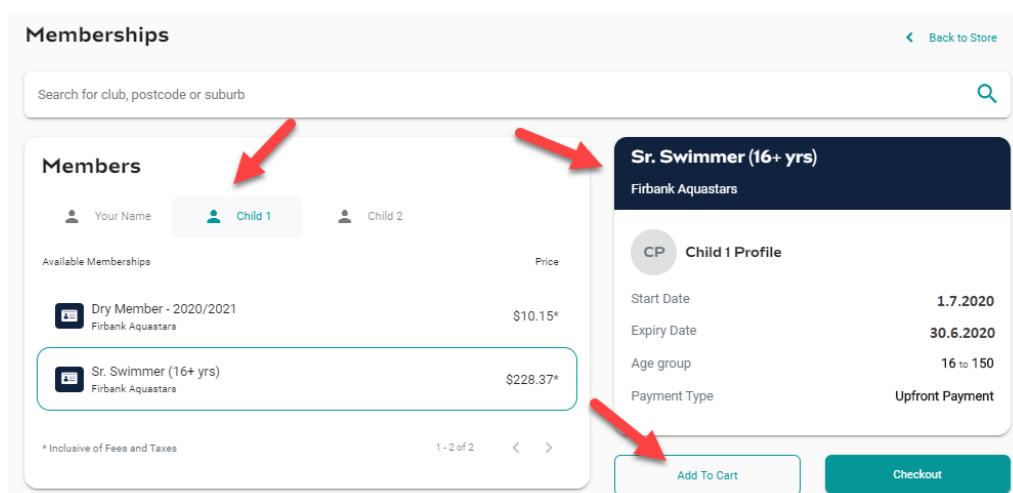 Memberships
Back to Store
Search for club, postcode or suburb
Members
Your Name
Child 1
Child 2
Available Memberships
Price
Dry Member - 2020/2021
Firbank Aquastars
$10.15*
Sr. Swimmer (16+ yrs)
Firbank Aquastars
$228.37*
* Inclusive of Fees and Taxes
1 - 2 of 2
Sr. Swimmer (16+ yrs)
Firbank Aquastars
CP
Child 1 Profile
Start Date
1.7.2020
Expiry Date
30.6.2020
Age group
16 to 150
Payment Type
Upfront Payment
Add To Cart
Checkout